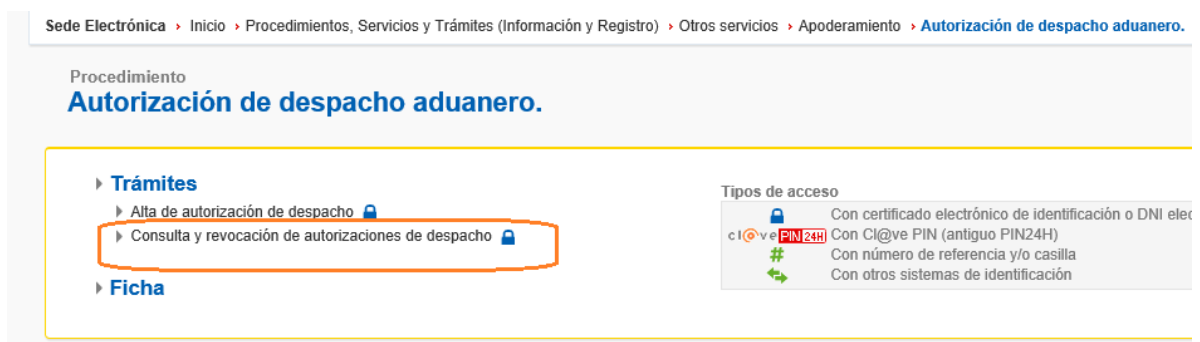 Sede Electrónica › Inicio › Procedimientos, Servicios y Trámites (Información y Registro) › Otros servicios › Apoderamiento › Autorización de despacho aduanero.
Procedimiento
Autorización de despacho aduanero.
Trámites
Alta de autorización de despacho
Consulta y revocación de autorizaciones de despacho
Ficha
Tipos de acceso
Con certificado electrónico de identificación o DNI elec
cl@ve PIN 24H Con Cl@ve PIN (antiguo PIN24H)
# Con número de referencia y/o casilla
Con otros sistemas de identificación